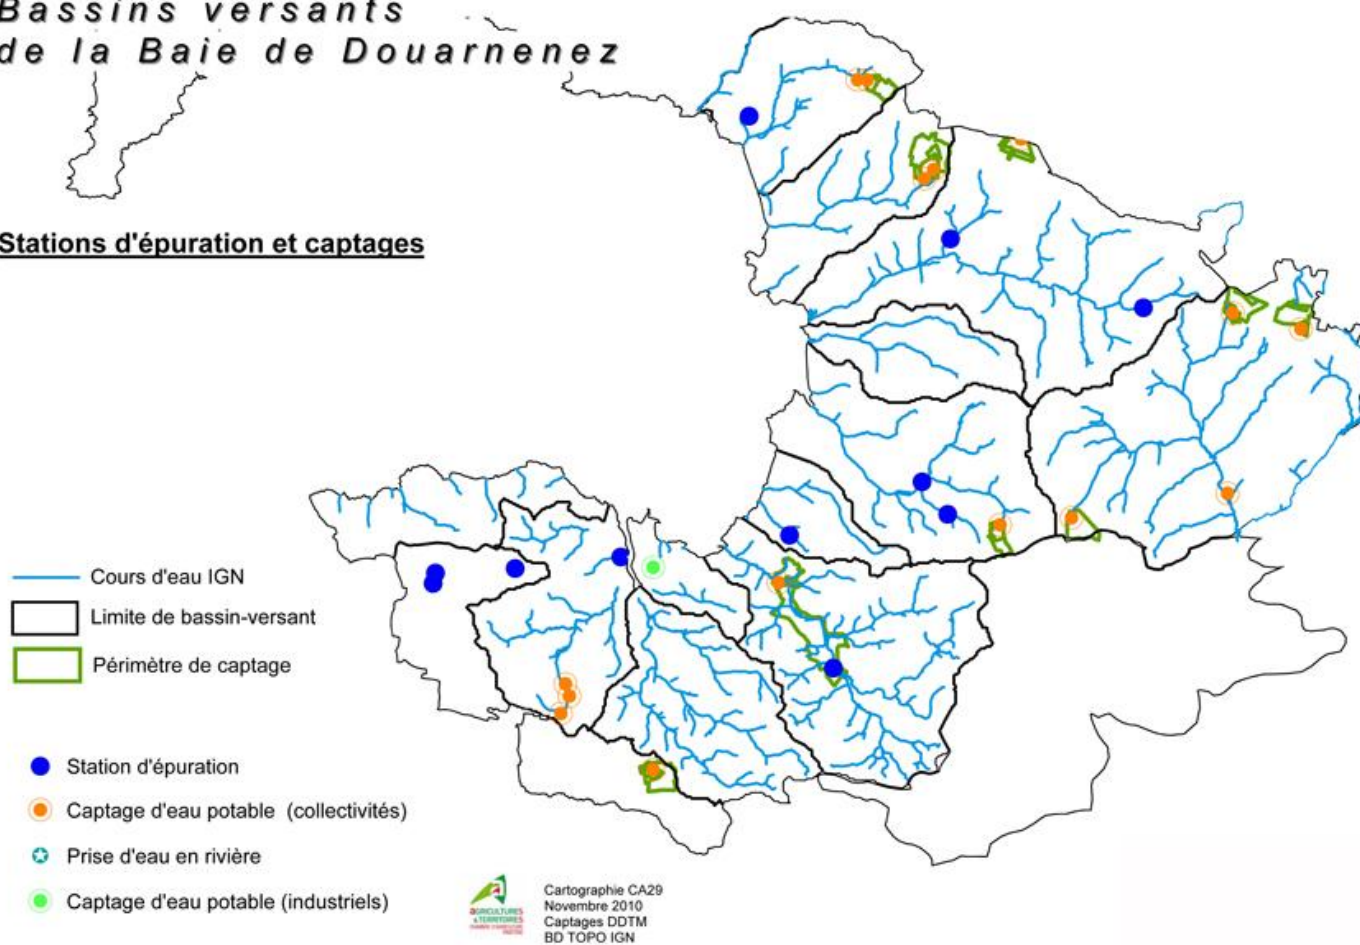 Bassins versants
de la Baie de Douarnenez
Stations d'épuration et captages
Cours d'eau IGN
Limite de bassin-versant
Périmètre de captage
Station d'épuration
Captage d'eau potable (collectivités)
Prise d'eau en rivière
Captage d'eau potable (industriels)
AGRICULTURES
& TERRITOIRES
Cartographie CA29
Novembre 2010
Captages DDTM
BD TOPO IGN